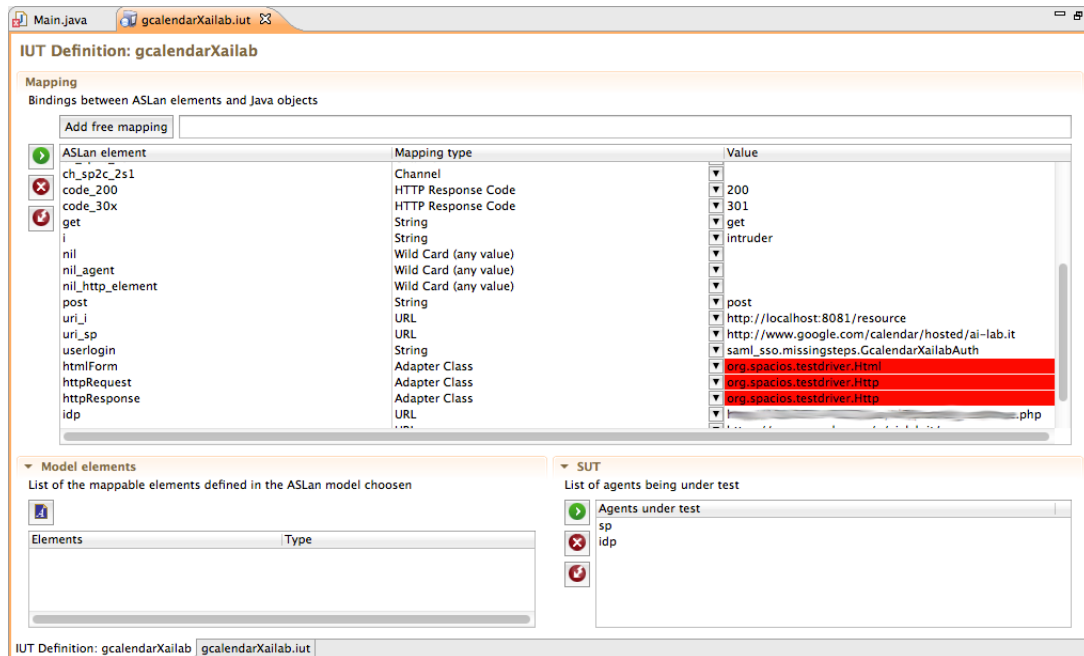 Main.java gcalendarXailab.iut
IUT Definition: gcalendarXailab
Mapping
Bindings between ASLan elements and Java objects
Add free mapping
ASLan element Mapping type Value
ch_sp2c_2s1 Channel
code_200 HTTP Response Code 200
code_30x HTTP Response Code 301
get String get
i String intruder
nil Wild Card (any value)
nil_agent Wild Card (any value)
nil_http_element Wild Card (any value)
post String post
uri_i URL http://localhost:8081/resource
uri_sp URL http://www.google.com/calendar/hosted/ai-lab.it
userlogin String saml_sso.missingsteps.GcalendarXailabAuth
htmlForm Adapter Class org.spacios.testdriver.Html
httpRequest Adapter Class org.spacios.testdriver.Http
httpResponse Adapter Class org.spacios.testdriver.Http
idp URL .php
Model elements
List of the mappable elements defined in the ASLan model choosen
Elements Type
SUT
List of agents being under test
Agents under test
sp
idp
IUT Definition: gcalendarXailab gcalendarXailab.iut